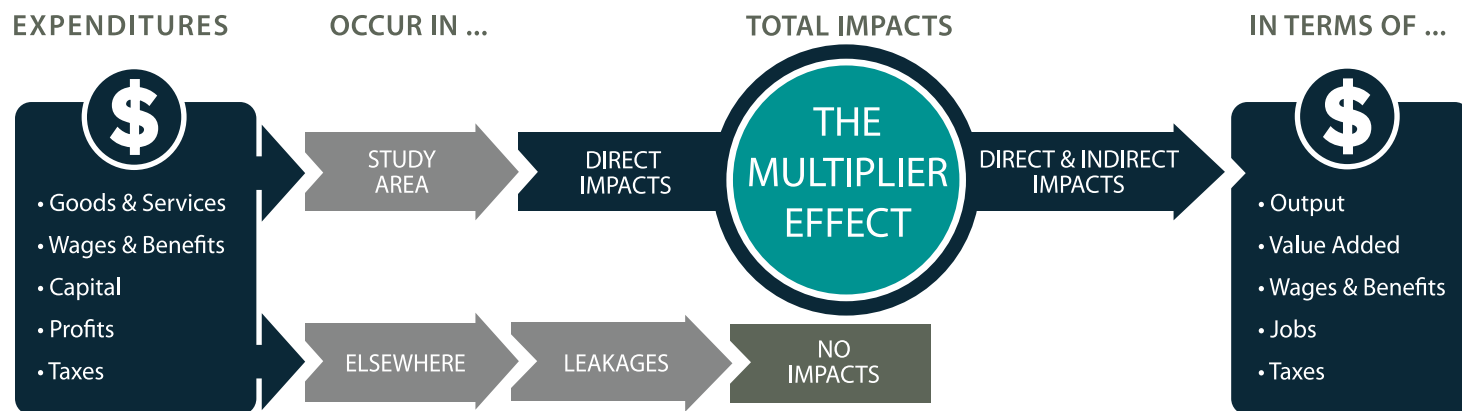 EXPENDITURES
OCCUR IN ...
TOTAL IMPACTS
IN TERMS OF ...
$
• Goods & Services
• Wages & Benefits
• Capital
• Profits
• Taxes
STUDY
AREA
DIRECT
IMPACTS
THE
MULTIPLIER
EFFECT
DIRECT & INDIRECT
IMPACTS
ELSEWHERE
LEAKAGES
NO
IMPACTS
$
• Output
• Value Added
• Wages & Benefits
• Jobs
• Taxes